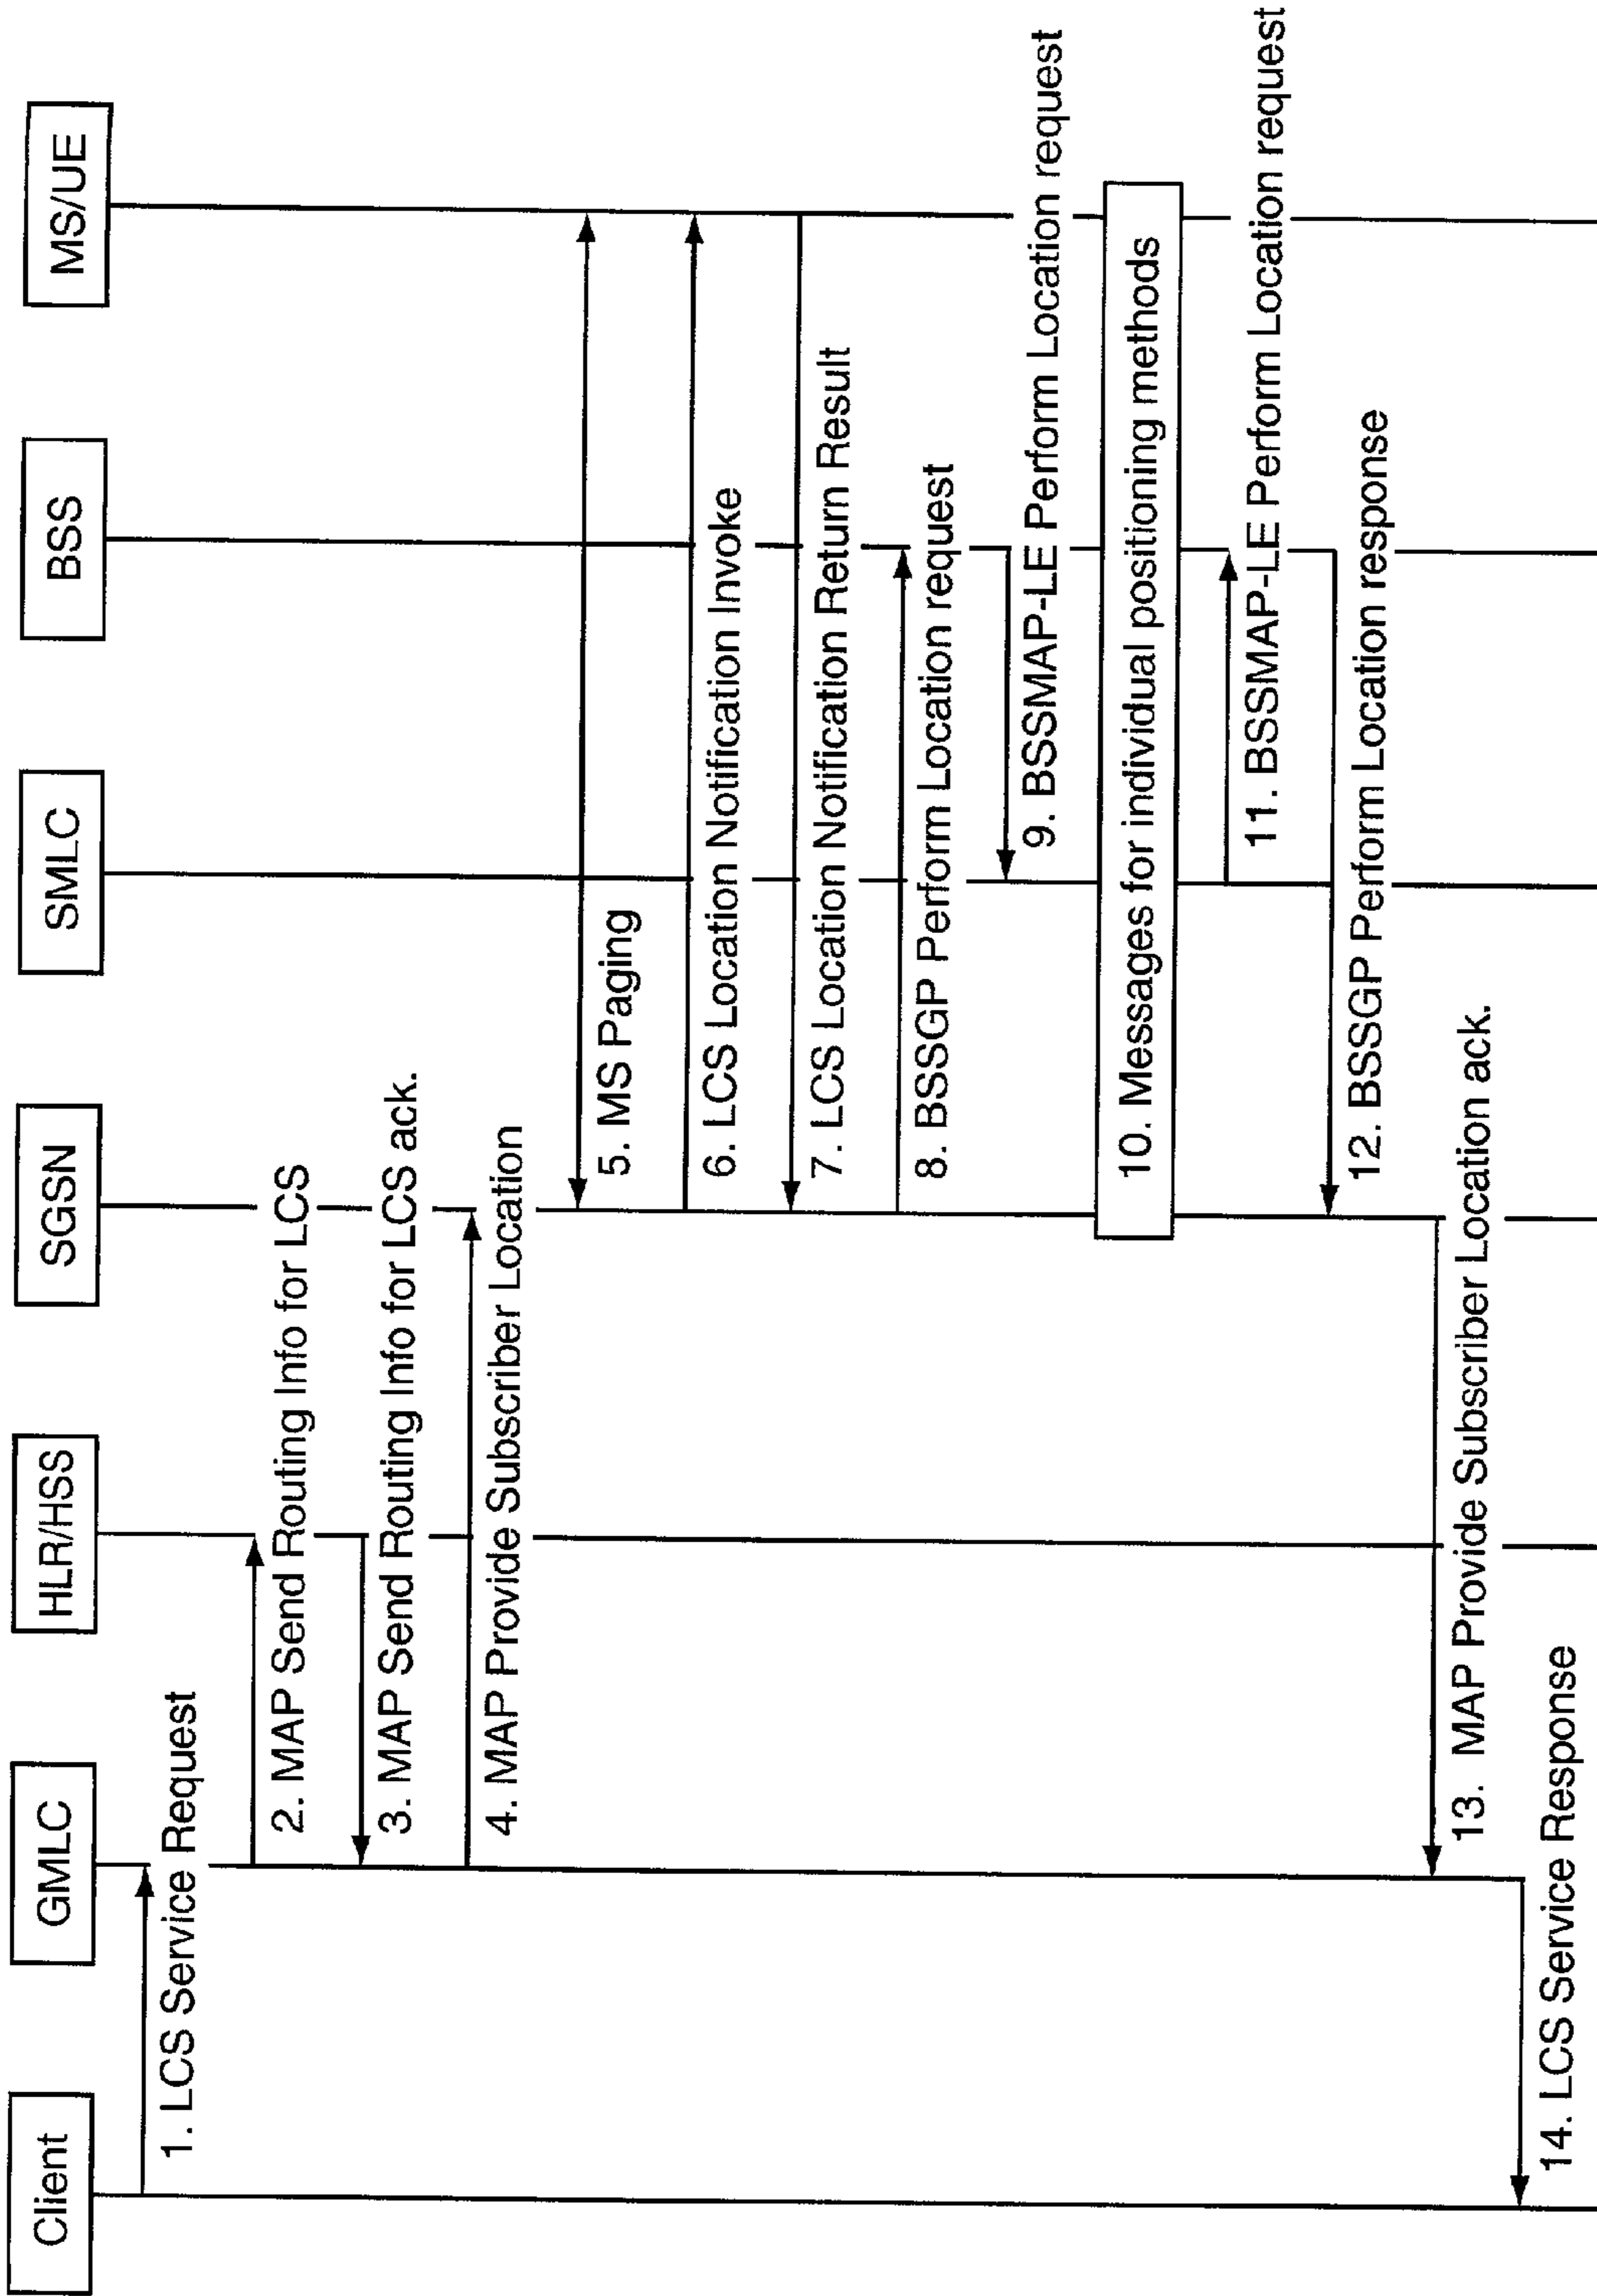 Client
GMLC
HLR/HSS
SGSN
SMLC
BSS
MS/UE
1. LCS Service Request
2. MAP Send Routing Info for LCS
3. MAP Send Routing Info for LCS ack.
4. MAP Provide Subscriber Location
5. MS Paging
6. LCS Location Notification Invoke
7. LCS Location Notification Return Result
8. BSSGP Perform Location request
9. BSSMAP-LE Perform Location request
10. Messages for individual positioning methods
11. BSSMAP-LE Perform Location request
12. BSSGP Perform Location response
13. MAP Provide Subscriber Location ack.
14. LCS Service Response